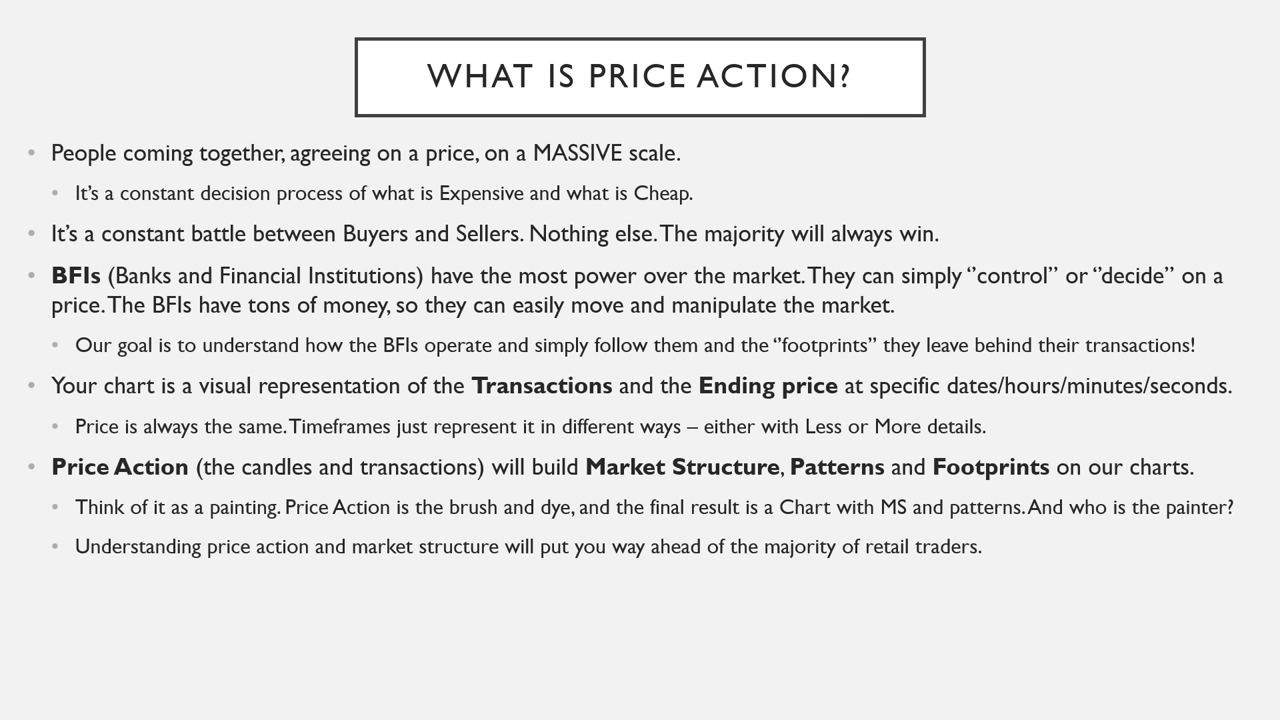 WHAT IS PRICE ACTION?
• People coming together, agreeing on a price, on a MASSIVE scale.
• It’s a constant decision process of what is Expensive and what is Cheap.
• It’s a constant battle between Buyers and Sellers. Nothing else. The majority will always win.
• BFIs (Banks and Financial Institutions) have the most power over the market. They can simply ‘’control’’ or ‘’decide’’ on a
price. The BFIs have tons of money, so they can easily move and manipulate the market.
• Our goal is to understand how the BFIs operate and simply follow them and the ‘’footprints’’ they leave behind their transactions!
• Your chart is a visual representation of the Transactions and the Ending price at specific dates/hours/minutes/seconds.
• Price is always the same. Timeframes just represent it in different ways – either with Less or More details.
• Price Action (the candles and transactions) will build Market Structure, Patterns and Footprints on our charts.
• Think of it as a painting. Price Action is the brush and dye, and the final result is a Chart with MS and patterns. And who is the painter?
• Understanding price action and market structure will put you way ahead of the majority of retail traders.